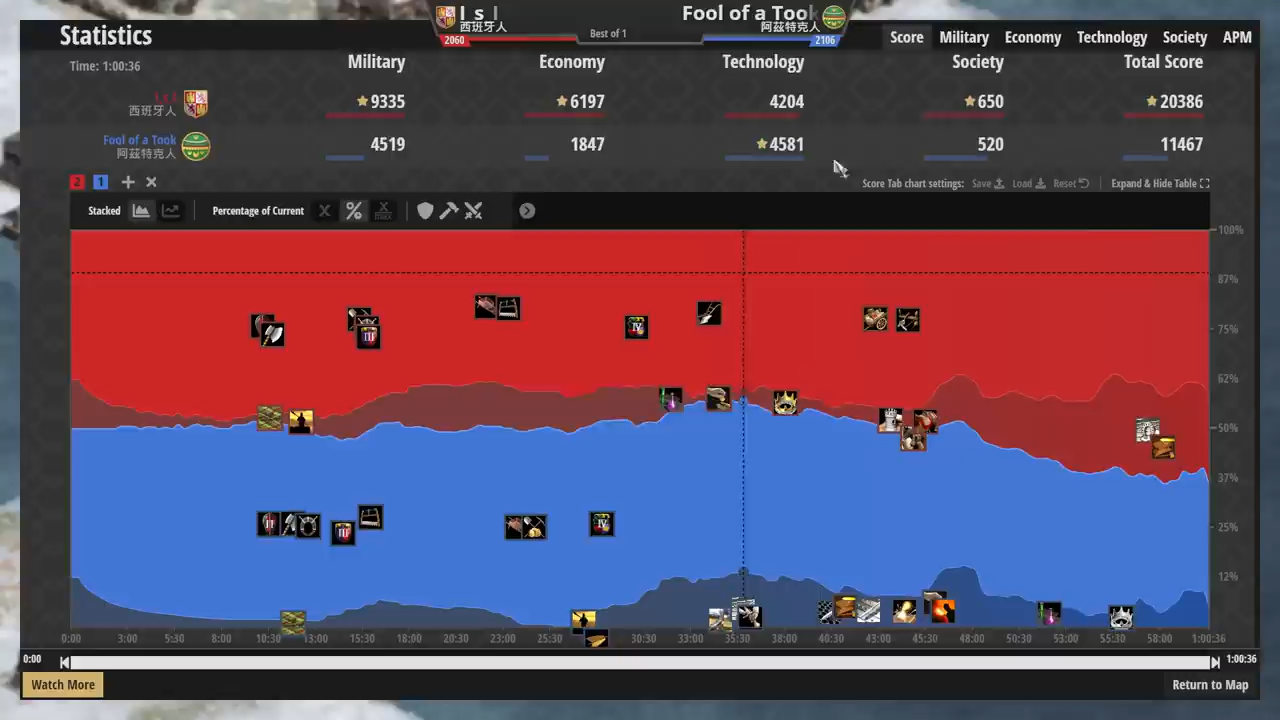 l s l
西班牙人
2060
Best of 1
Fool of a Took
阿兹特克人
2106
Statistics
Score Military Economy Technology Society APM
Time: 1:00:36
Military Economy Technology Society Total Score
l s l
西班牙人
9335 6197 4204 650 20386
Fool of a Took
阿兹特克人
4519 1847 4581 520 11467
2 1
Score Tab chart settings: Save Load Reset Expand & Hide Table
Stacked Percentage of Current X % X max
100%
87%
75%
62%
50%
37%
25%
12%
III
IV
II
III
IV
0:00 3:00 5:30 8:00 10:30 13:00 15:30 18:00 20:30 23:00 25:30 30:30 33:00 35:30 38:00 40:30 43:00 45:30 48:00 50:30 53:00 55:30 58:00 1:00:36
0:00 1:00:36
Watch More Return to Map